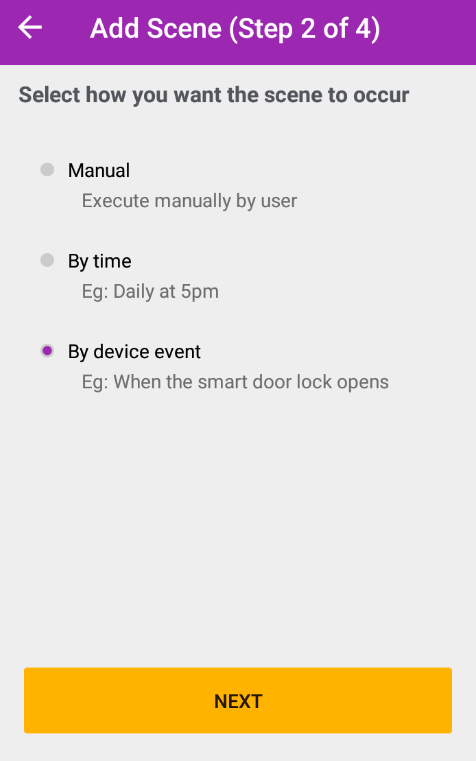 Add Scene (Step 2 of 4)
Select how you want the scene to occur
Manual
Execute manually by user
By time
Eg: Daily at 5pm
By device event
Eg: When the smart door lock opens
NEXT